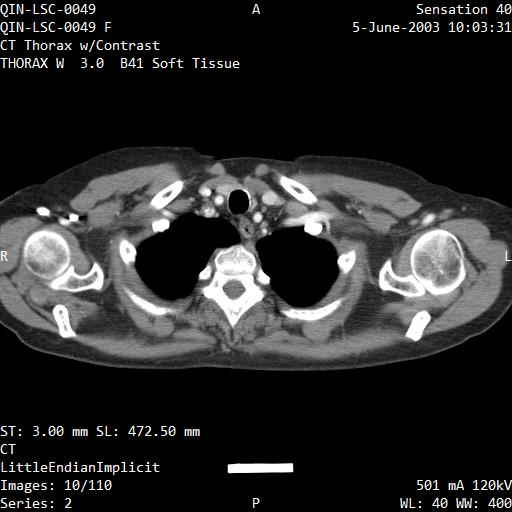 QIN-LSC-0049 A Sensation 40
QIN-LSC-0049 F 5-June-2003 10:03:31
CT Thorax w/Contrast
THORAX W 3.0 B41 Soft Tissue
R L
ST: 3.00 mm SL: 472.50 mm
CT
LittleEndianImplicit
Images: 10/110 501 mA 120kV
Series: 2 P WL: 40 WW: 400